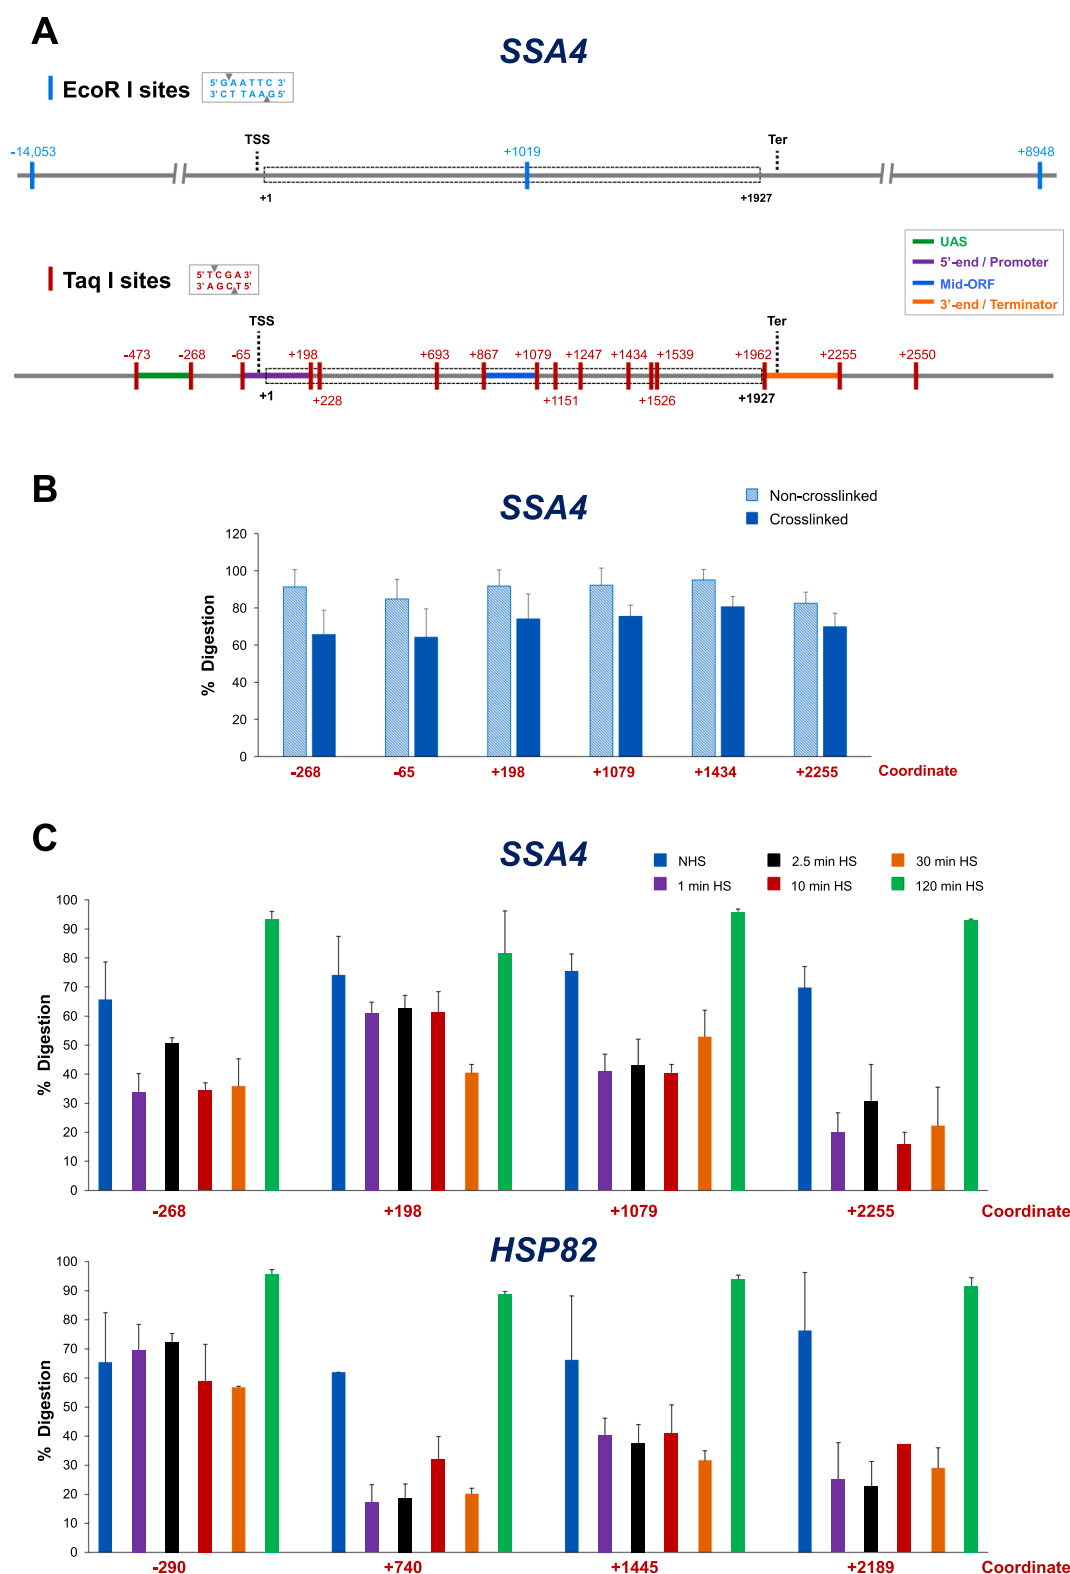 A
SSA4
EcoR I sites
5' G A A T T C 3'
3' C T T A A G 5'
TSS
Ter
-14,053
+1019
+8948
+1
+1927
UAS
5'-end / Promoter
Mid-ORF
3'-end / Terminator
Taq I sites
5' T C G A 3'
3' A G C T 5'
TSS
Ter
-473
-268
-65
+198
+693
+867
+1079
+1247
+1434
+1539
+1962
+2255
+2550
+1
+228
+1151
+1526
+1927
B
SSA4
Non-crosslinked
Crosslinked
% Digestion
120
100
80
60
40
20
0
-268
-65
+198
+1079
+1434
+2255
Coordinate
C
SSA4
NHS
2.5 min HS
30 min HS
1 min HS
10 min HS
120 min HS
% Digestion
100
90
80
70
60
50
40
30
20
10
0
-268
+198
+1079
+2255
Coordinate
HSP82
% Digestion
100
90
80
70
60
50
40
30
20
10
0
-290
+740
+1445
+2189
Coordinate